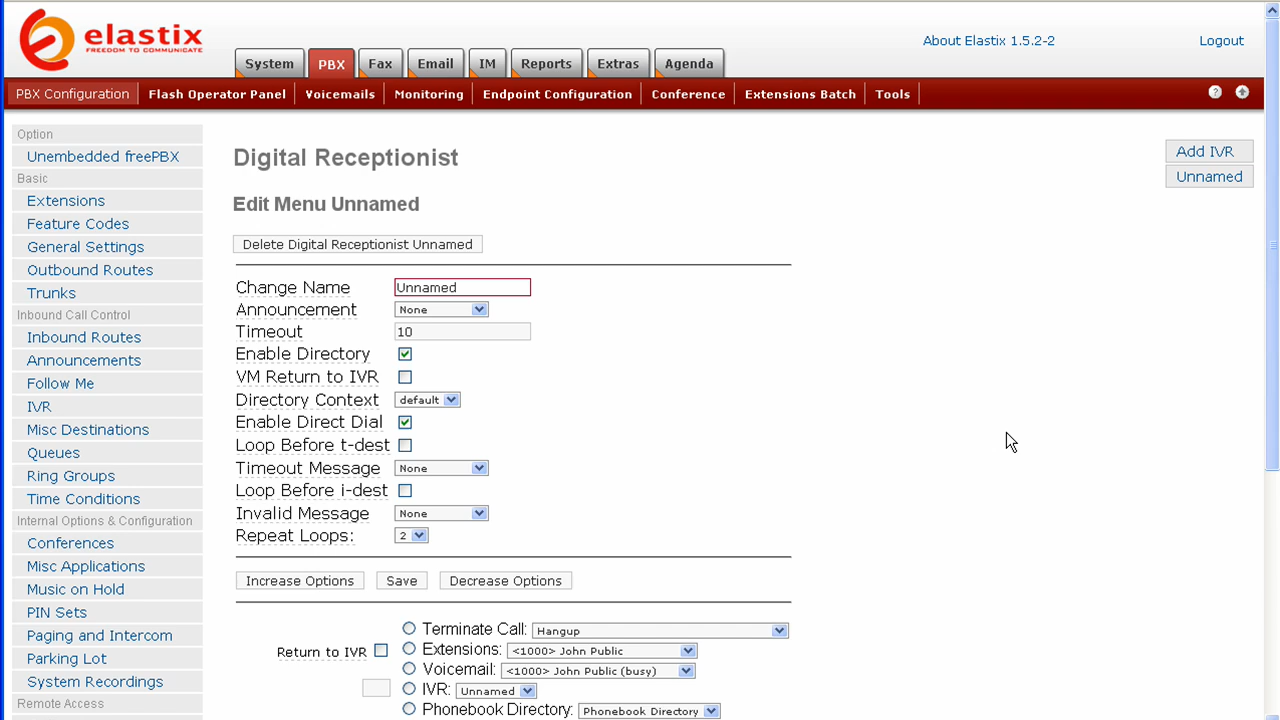 elastix
FREEDOM TO COMMUNICATE
About Elastix 1.5.2-2
Logout
System
PBX
Fax
Email
IM
Reports
Extras
Agenda
PBX Configuration
Flash Operator Panel
Voicemails
Monitoring
Endpoint Configuration
Conference
Extensions Batch
Tools
?
Option
Unembedded freePBX
Basic
Extensions
Feature Codes
General Settings
Outbound Routes
Trunks
Inbound Call Control
Inbound Routes
Announcements
Follow Me
IVR
Misc Destinations
Queues
Ring Groups
Time Conditions
Internal Options & Configuration
Conferences
Misc Applications
Music on Hold
PIN Sets
Paging and Intercom
Parking Lot
System Recordings
Remote Access
Digital Receptionist
Add IVR
Unnamed
Edit Menu Unnamed
Delete Digital Receptionist Unnamed
Change Name Unnamed
Announcement None
Timeout 10
Enable Directory
VM Return to IVR
Directory Context default
Enable Direct Dial
Loop Before t-dest
Timeout Message None
Loop Before i-dest
Invalid Message None
Repeat Loops: 2
Increase Options Save Decrease Options
Terminate Call: Hangup
Return to IVR
Extensions: <1000> John Public
Voicemail: <1000> John Public (busy)
IVR: Unnamed
Phonebook Directory: Phonebook Directory